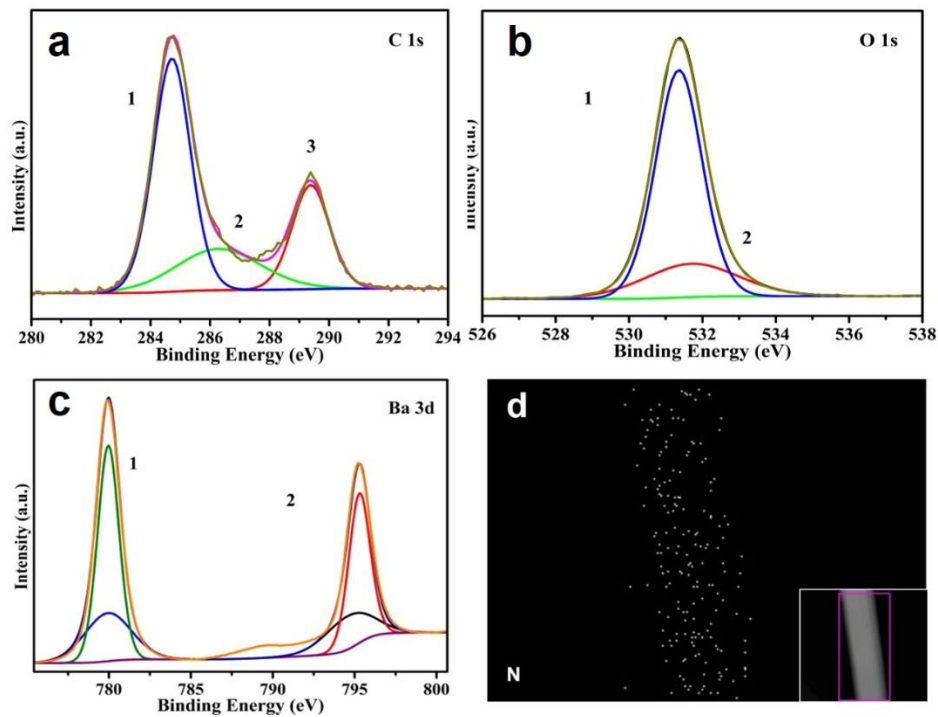 a
C 1s
1
2
3
Intensity (a.u.)
280 282 284 286 288 290 292 294
Binding Energy (eV)
b
O 1s
1
2
Intensity (a.u.)
526 528 530 532 534 536 538
Binding Energy (eV)
c
Ba 3d
1
2
Intensity (a.u.)
780 785 790 795 800
Binding Energy (eV)
d
N